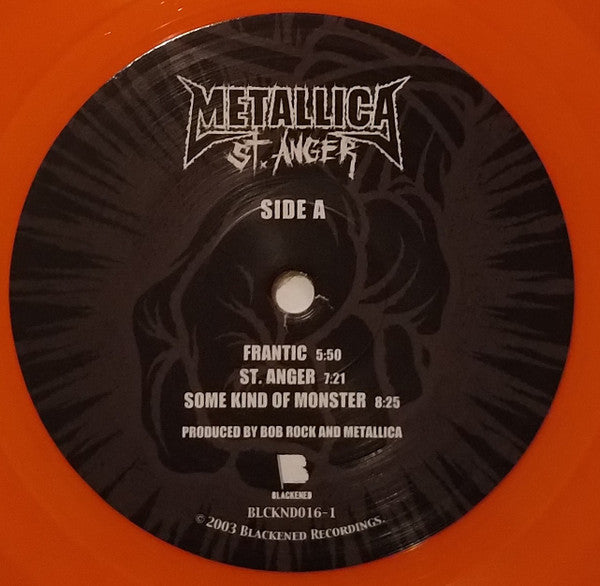 METALLICA
ST. ANGER
SIDE A
FRANTIC 5:50
ST. ANGER 7:21
SOME KIND OF MONSTER 8:25
PRODUCED BY BOB ROCK AND METALLICA
B
BLACKENED
BLCKND016-1
© 2003 BLACKENED RECORDINGS.